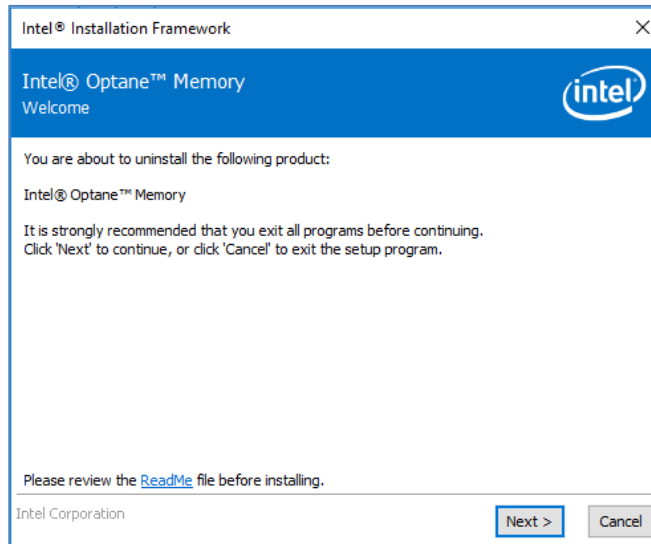 Intel® Installation Framework
Intel® Optane™ Memory
Welcome
intel
You are about to uninstall the following product:
Intel® Optane™ Memory
It is strongly recommended that you exit all programs before continuing.
Click 'Next' to continue, or click 'Cancel' to exit the setup program.
Please review the ReadMe file before installing.
Intel Corporation
Next >
Cancel